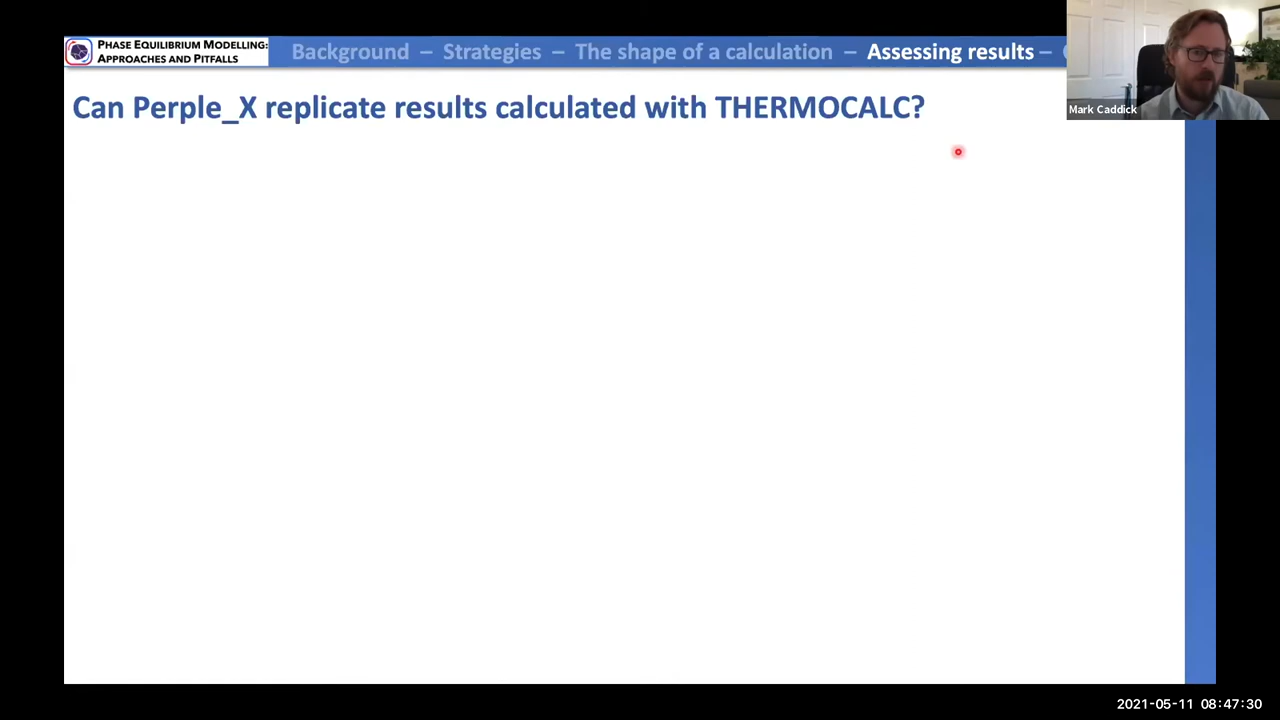 PHASE EQUILIBRIUM MODELLING:
APPROACHES AND PITFALLS
Background – Strategies – The shape of a calculation – Assessing results –
Can Perple_X replicate results calculated with THERMOCALC?
Mark Caddick
2021-05-11 08:47:30